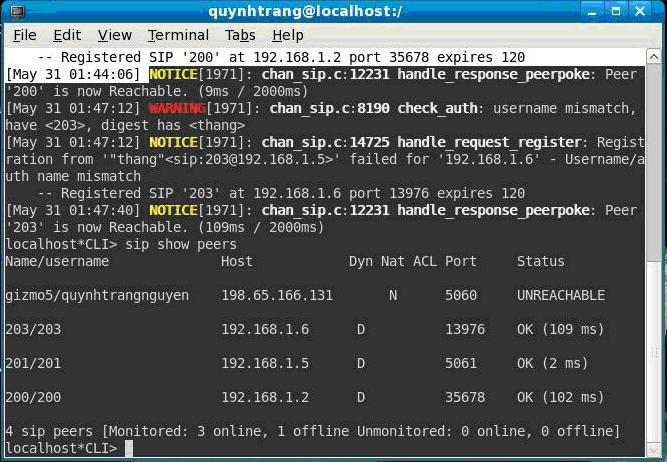 quynhtrang@localhost:/
File Edit View Terminal Tabs Help
-- Registered SIP '200' at 192.168.1.2 port 35678 expires 120
[May 31 01:44:06] NOTICE[1971]: chan_sip.c:12231 handle_response_peerpoke: Peer
'200' is now Reachable. (9ms / 2000ms)
[May 31 01:47:12] WARNING[1971]: chan_sip.c:8190 check_auth: username mismatch,
have <203>, digest has <thang>
[May 31 01:47:12] NOTICE[1971]: chan_sip.c:14725 handle_request_register: Regist
ration from '"thang"<sip:203@192.168.1.5>' failed for '192.168.1.6' - Username/a
uth name mismatch
-- Registered SIP '203' at 192.168.1.6 port 13976 expires 120
[May 31 01:47:40] NOTICE[1971]: chan_sip.c:12231 handle_response_peerpoke: Peer
'203' is now Reachable. (109ms / 2000ms)
localhost*CLI> sip show peers
Name/username Host Dyn Nat ACL Port Status
gizmo5/quynhtrangnguyen 198.65.166.131 N 5060 UNREACHABLE
203/203 192.168.1.6 D 13976 OK (109 ms)
201/201 192.168.1.5 D 5061 OK (2 ms)
200/200 192.168.1.2 D 35678 OK (102 ms)
4 sip peers [Monitored: 3 online, 1 offline Unmonitored: 0 online, 0 offline]
localhost*CLI>